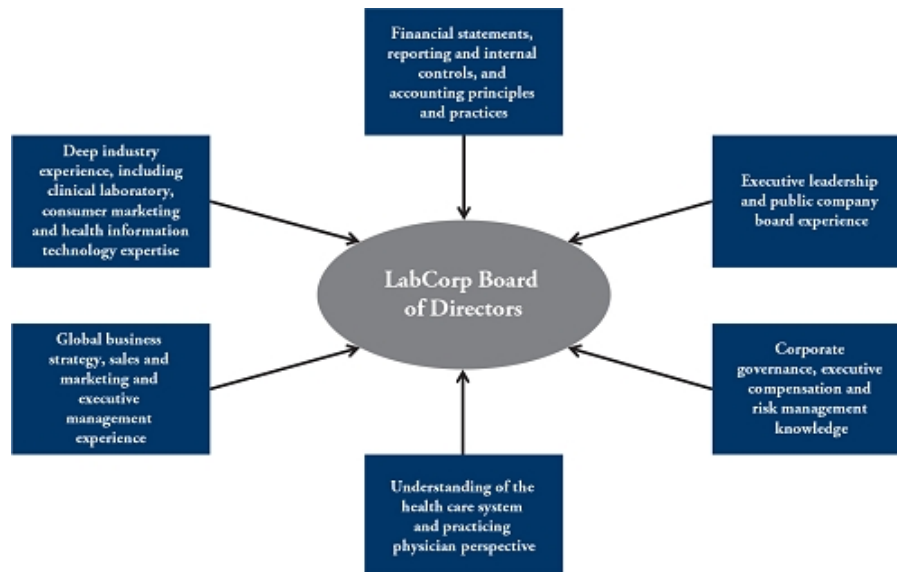 Financial statements,
reporting and internal
controls, and
accounting principles
and practices
Deep industry
experience, including
clinical laboratory,
consumer marketing
and health information
technology expertise
Executive leadership
and public company
board experience
LabCorp Board
of Directors
Global business
strategy, sales and
marketing and
executive
management
experience
Corporate
governance, executive
compensation and
risk management
knowledge
Understanding of the
health care system
and practicing
physician perspective